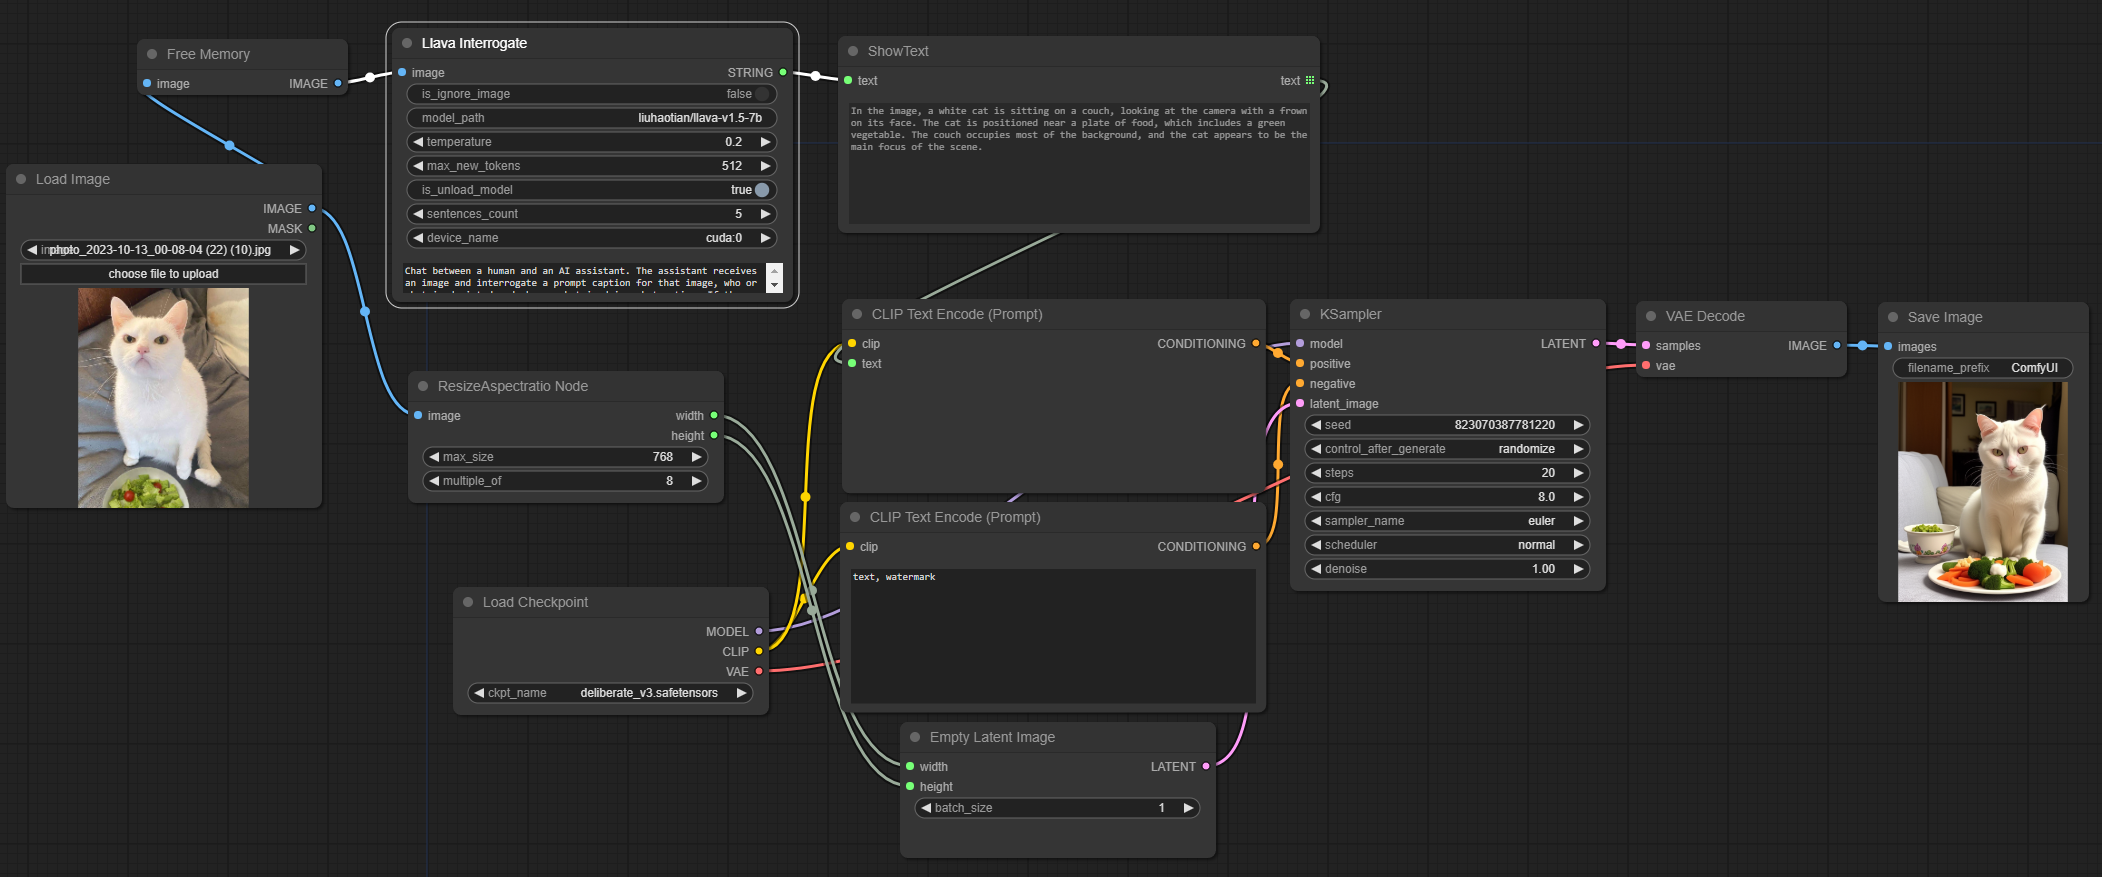 Free Memory
image IMAGE
Load Image
IMAGE
MASK
photo_2023-10-13_00-08-04 (22) (10).jpg
choose file to upload
Llava Interrogate
image STRING
is_ignore_image false
model_path liuhaotian/llava-v1.5-7b
temperature 0.2
max_new_tokens 512
is_unload_model true
sentences_count 5
device_name cuda:0
Chat between a human and an AI assistant. The assistant receives
an image and interrogate a prompt caption for that image, who or
ShowText
text text
In the image, a white cat is sitting on a couch, looking at the camera with a frown
on its face. The cat is positioned near a plate of food, which includes a green
vegetable. The couch occupies most of the background, and the cat appears to be the
main focus of the scene.
ResizeAspectratio Node
image width
height
max_size 768
multiple_of 8
Load Checkpoint
MODEL
CLIP
VAE
ckpt_name deliberate_v3.safetensors
CLIP Text Encode (Prompt)
clip CONDITIONING
text
CLIP Text Encode (Prompt)
clip CONDITIONING
text, watermark
Empty Latent Image
width LATENT
height
batch_size 1
KSampler
model LATENT
positive
negative
latent_image
seed 823070387781220
control_after_generate randomize
steps 20
cfg 8.0
sampler_name euler
scheduler normal
denoise 1.00
VAE Decode
samples IMAGE
vae
Save Image
images
filename_prefix ComfyUI